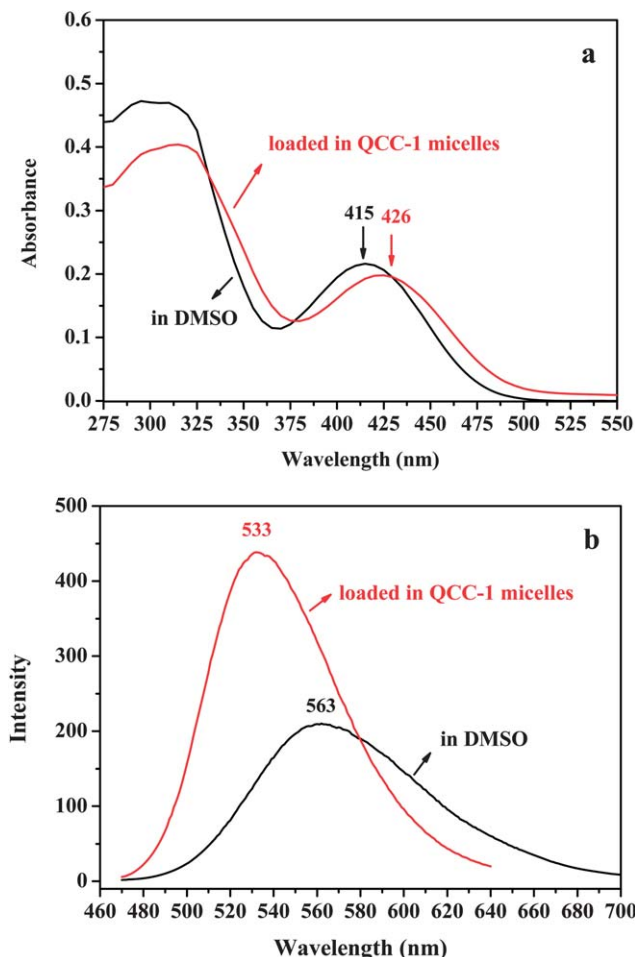 a
0.6
0.5
0.4
0.3
0.2
0.1
0.0
Absorbance
loaded in QCC-1 micelles
415 426
in DMSO
275 300 325 350 375 400 425 450 475 500 525 550
Wavelength (nm)
b
500
400
300
200
100
0
Intensity
533
loaded in QCC-1 micelles
563
in DMSO
460 480 500 520 540 560 580 600 620 640 660 680 700
Wavelength (nm)